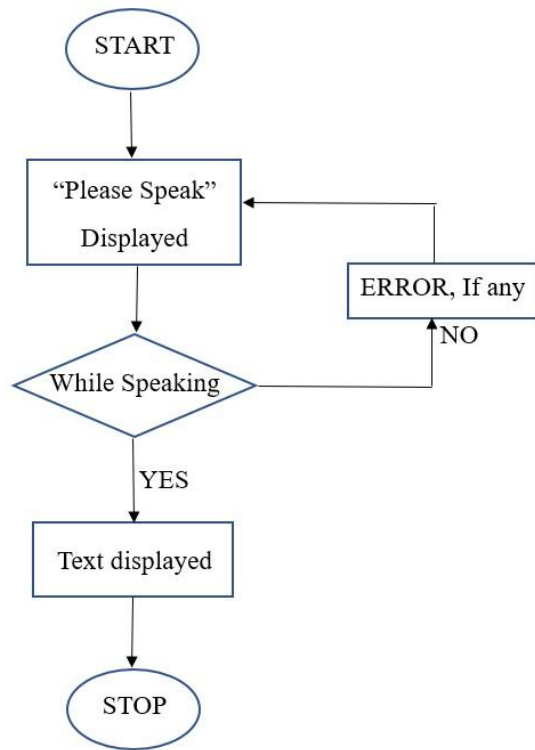 START
“Please Speak”
Displayed
ERROR, If any
NO
While Speaking
YES
Text displayed
STOP